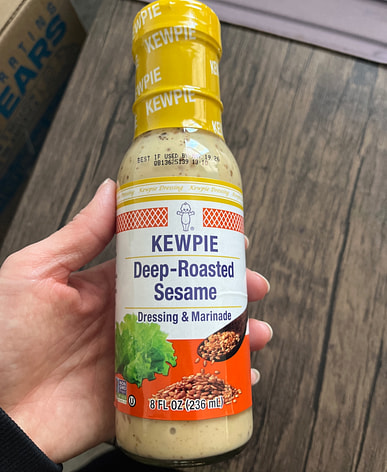 RATING
EARS
KEWPIE
KEWPIE
KEWPIE
BEST IF USED BY
Kewpie Dressing
KEWPIE
Deep-Roasted
Sesame
Dressing & Marinade
8 FL OZ (236 mL)